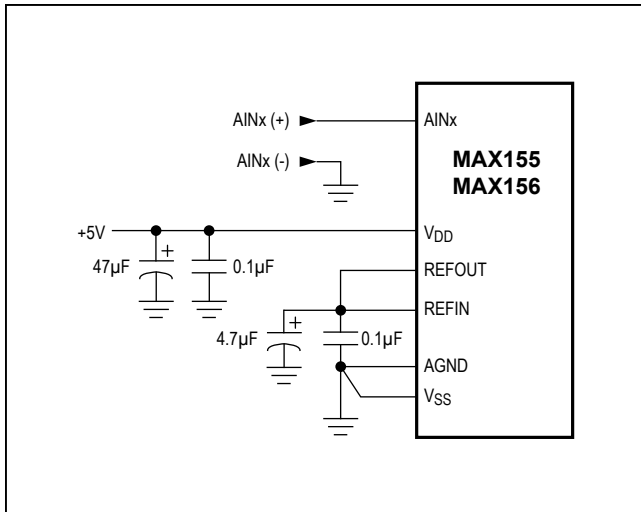 AINx (+)
AINx
MAX155
MAX156
AINx (-)
+5V
VDD
+
47µF
0.1µF
REFOUT
REFIN
+
4.7µF
0.1µF
AGND
VSS